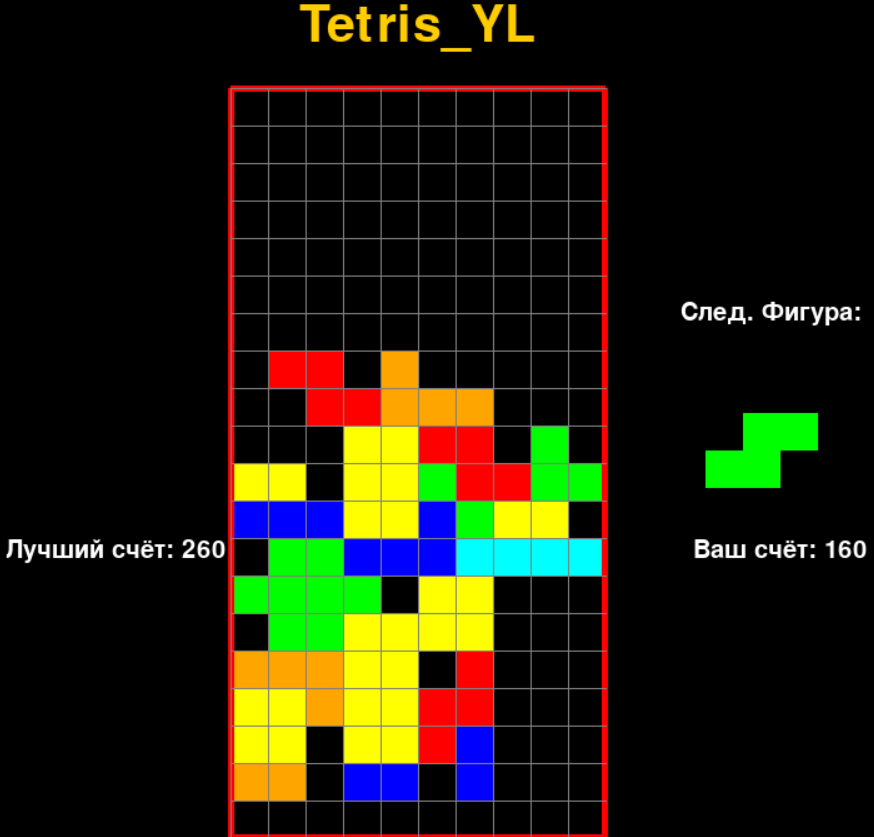 Tetris_YL
След. Фигура:
Лучший счёт: 260
Ваш счёт: 160